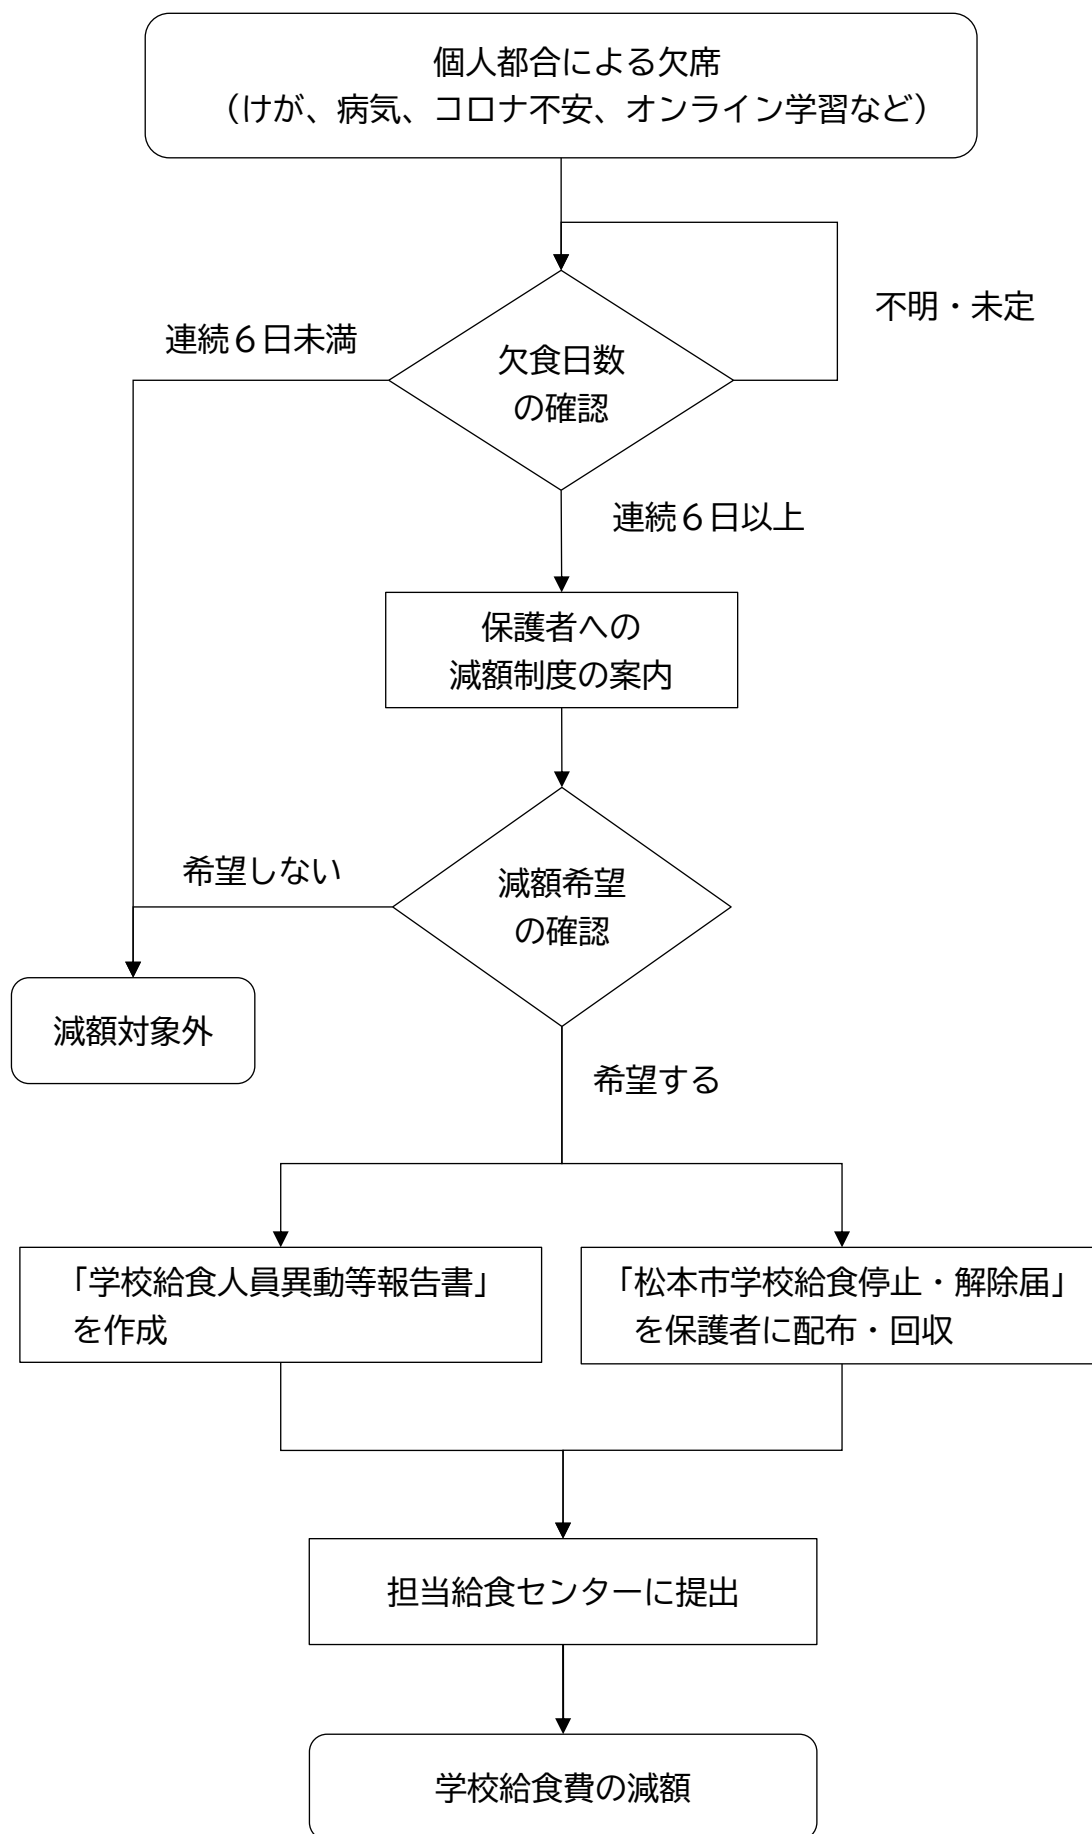 個人都合による欠席
（けが、病気、コロナ不安、オンライン学習など）
不明・未定
連続６日未満
欠食日数
の確認
連続６日以上
保護者への
減額制度の案内
希望しない
減額希望
の確認
減額対象外
希望する
「学校給食人員異動等報告書」
を作成
「松本市学校給食停止・解除届」
を保護者に配布・回収
担当給食センターに提出
学校給食費の減額